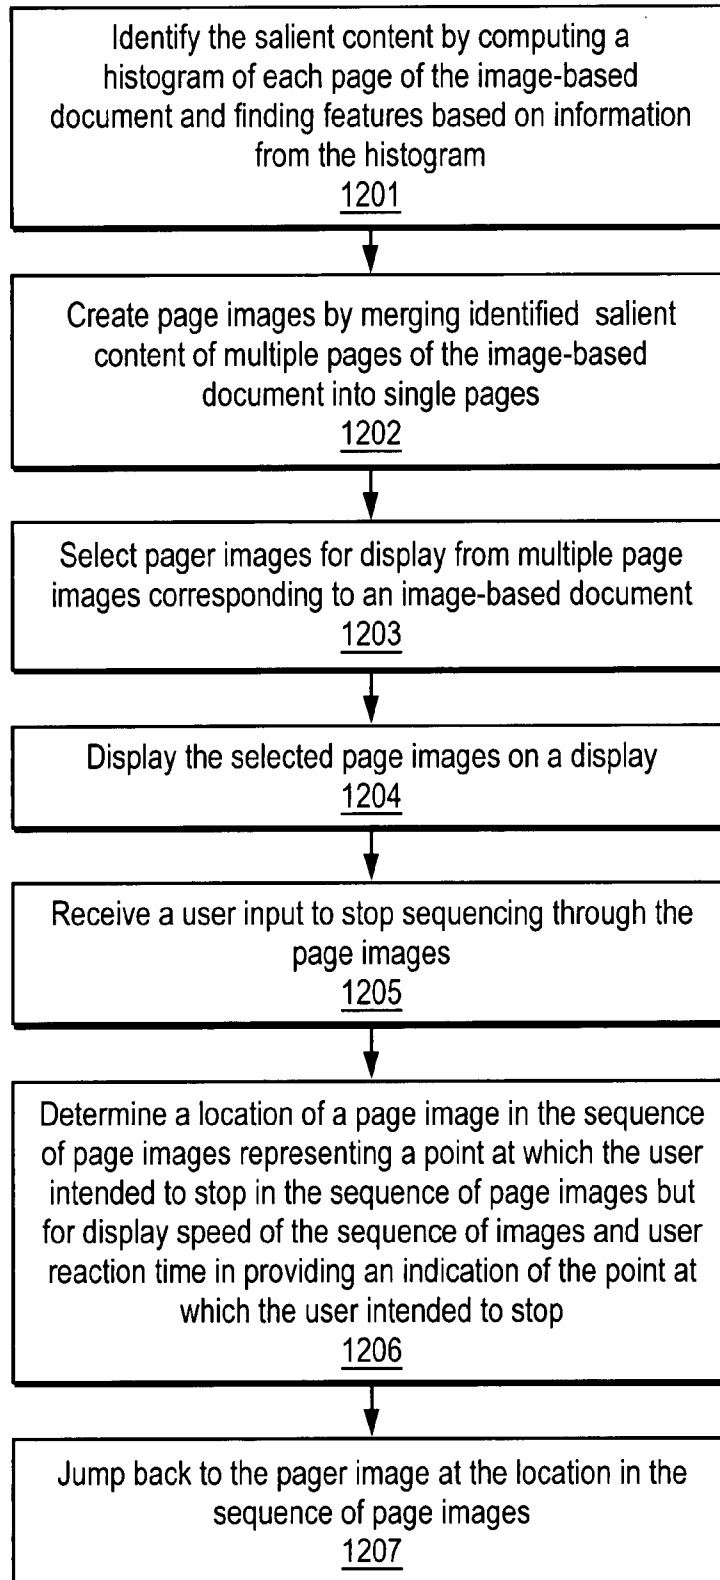 Identify the salient content by computing a
histogram of each page of the image-based
document and finding features based on information
from the histogram
1201
Create page images by merging identified salient
content of multiple pages of the image-based
document into single pages
1202
Select pager images for display from multiple page
images corresponding to an image-based document
1203
Display the selected page images on a display
1204
Receive a user input to stop sequencing through the
page images
1205
Determine a location of a page image in the sequence
of page images representing a point at which the user
intended to stop in the sequence of page images but
for display speed of the sequence of images and user
reaction time in providing an indication of the point at
which the user intended to stop
1206
Jump back to the pager image at the location in the
sequence of page images
1207